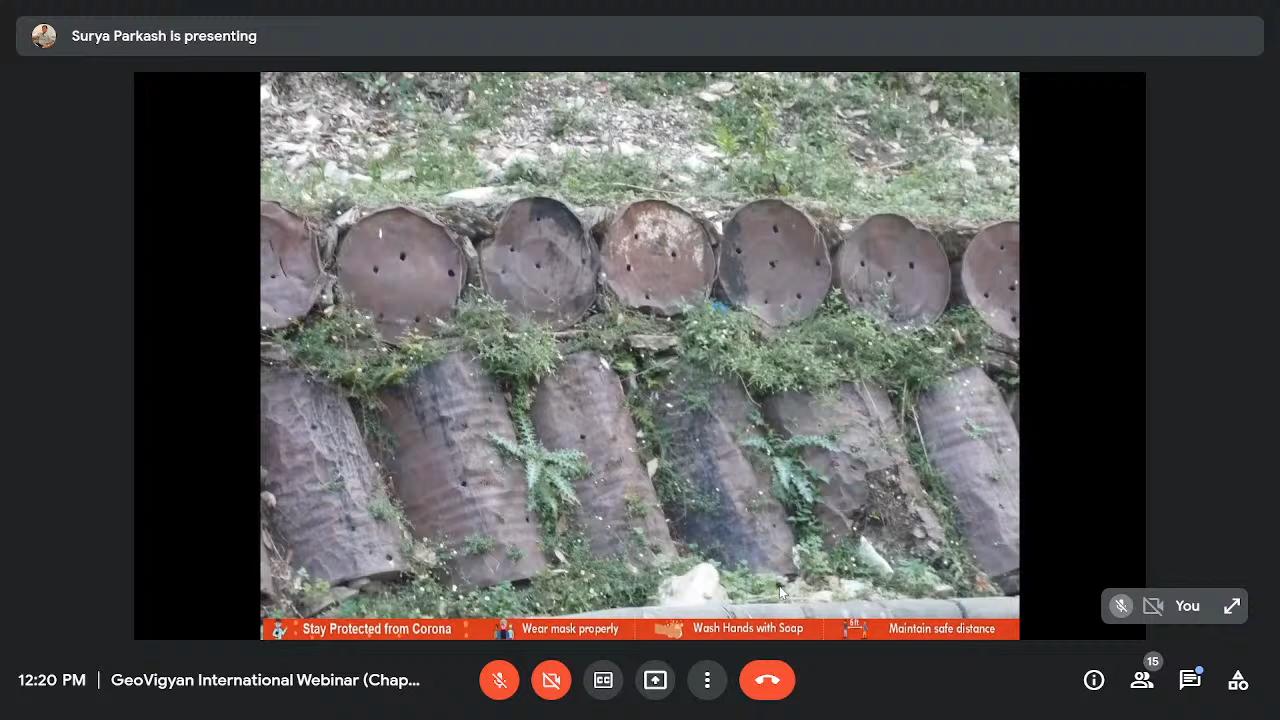 Surya Parkash is presenting
Stay Protected from Corona
Wear mask properly
Wash Hands with Soap
6ft
Maintain safe distance
You
12:20 PM | GeoVigyan International Webinar (Chap...
15